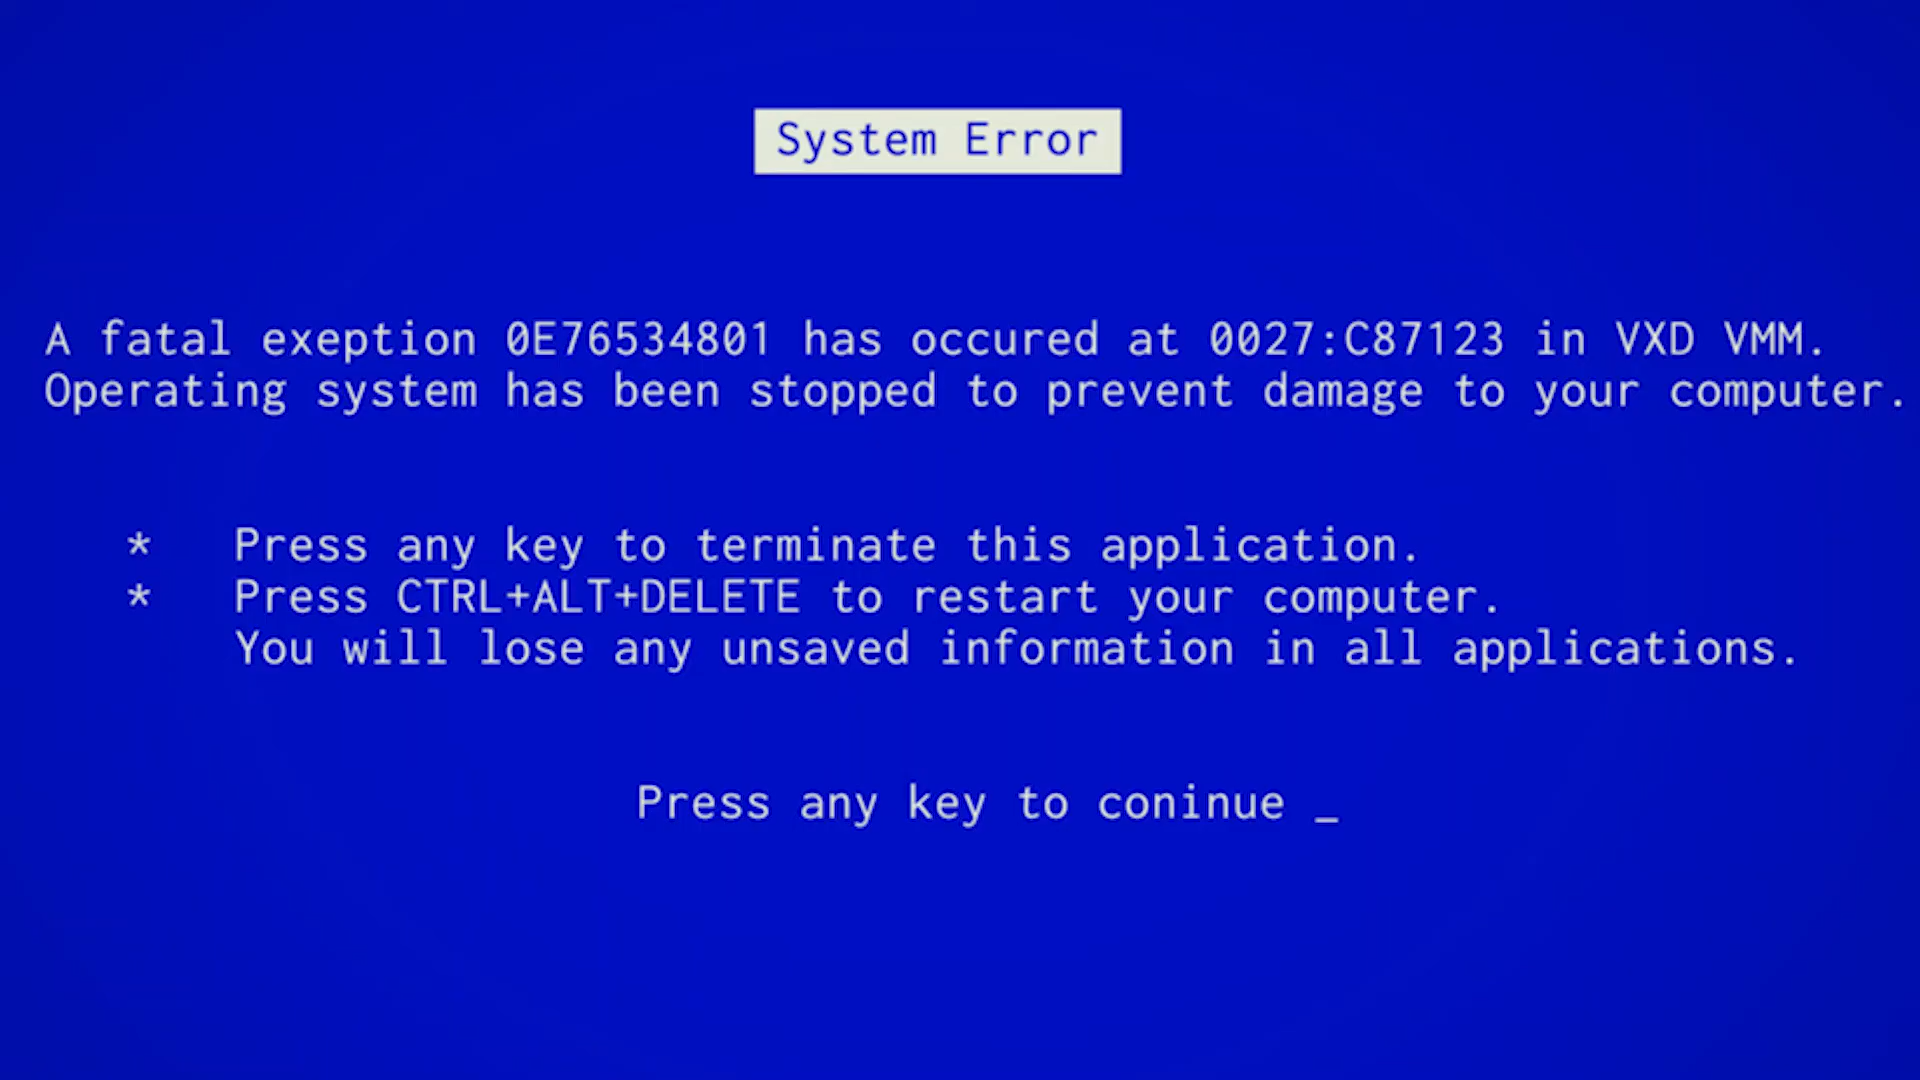 System Error
A fatal exeption 0E76534801 has occured at 0027:C87123 in VXD VMM.
Operating system has been stopped to prevent damage to your computer.
* Press any key to terminate this application.
* Press CTRL+ALT+DELETE to restart your computer.
You will lose any unsaved information in all applications.
Press any key to coninue _